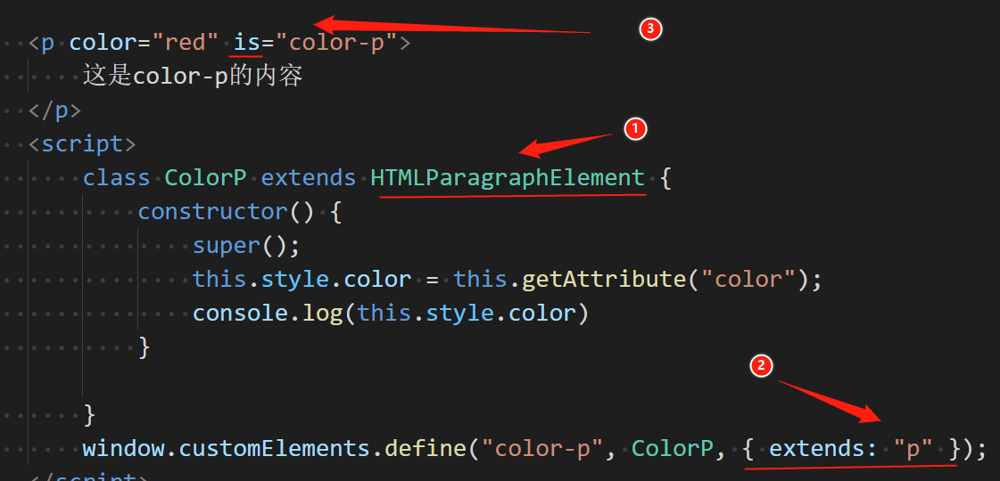 ③
<p color="red" is="color-p">
这是color-p的内容
</p>
<script>
①
class ColorP extends HTMLParagraphElement {
constructor() {
super();
this.style.color = this.getAttribute("color");
console.log(this.style.color)
}
②
}
window.customElements.define("color-p", ColorP, { extends: "p" });
</script>